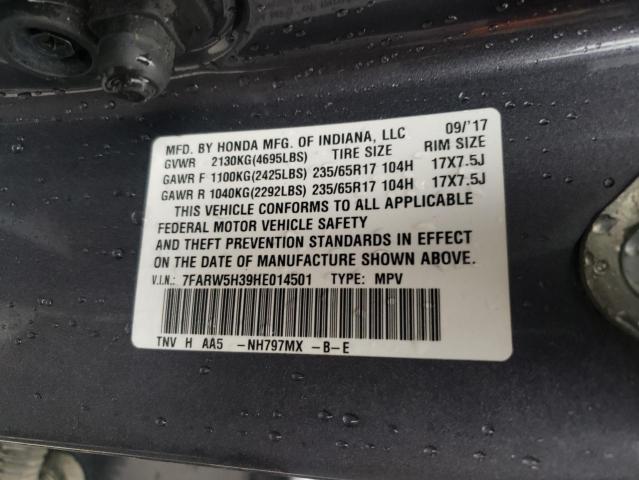 MFD. BY HONDA MFG. OF INDIANA, LLC 09/'17
GVWR 2130KG(4695LBS) TIRE SIZE RIM SIZE
GAWR F 1100KG(2425LBS) 235/65R17 104H 17X7.5J
GAWR R 1040KG(2292LBS) 235/65R17 104H 17X7.5J
THIS VEHICLE CONFORMS TO ALL APPLICABLE
FEDERAL MOTOR VEHICLE SAFETY
AND THEFT PREVENTION STANDARDS IN EFFECT
ON THE DATE OF MANUFACTURE SHOWN ABOVE.
V.I.N.: 7FARW5H39HE014501 TYPE: MPV
TNV H AA5 -NH797MX -B-E